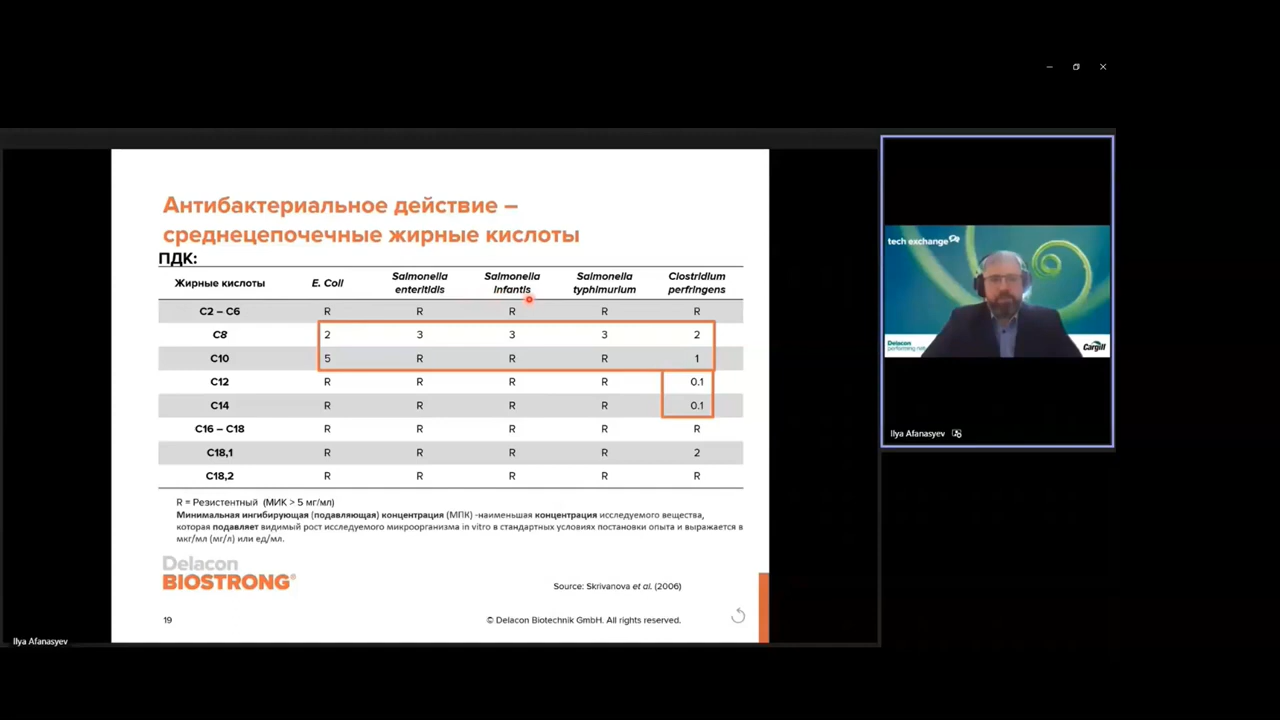 Антибактериальное действие –
среднецепочечные жирные кислоты
ПДК:
Жирные кислоты E. Coli Salmonella enteritidis Salmonella infantis Salmonella typhimurium Clostridium perfringens
C2 – C6 R R R R R
C8 2 3 3 3 2
C10 5 R R R 1
C12 R R R R 0.1
C14 R R R R 0.1
C16 – C18 R R R R R
C18,1 R R R R 2
C18,2 R R R R R
R = Резистентный (МИК > 5 мг/мл)
Минимальная ингибирующая (подавляющая) концентрация (МПК) -наименьшая концентрация исследуемого вещества,
которая подавляет видимый рост исследуемого микроорганизма in vitro в стандартных условиях постановки опыта и выражается в
мкг/мл (мг/л) или ед/мл.
Delacon
BIOSTRONG®
Source: Skrivanova et al. (2006)
19
© Delacon Biotechnik GmbH. All rights reserved.
Ilya Afanasyev
tech exchange
Delacon
performing nature
Cargill
Ilya Afanasyev